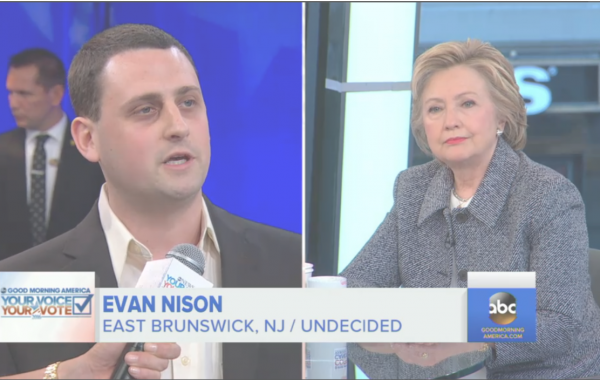 S
GOOD MORNING AMERICA
YOUR VOICE
YOUR VOTE
EVAN NISON
EAST BRUNSWICK, NJ / UNDECIDED
abc
GOODMORNING
AMERICA.COM